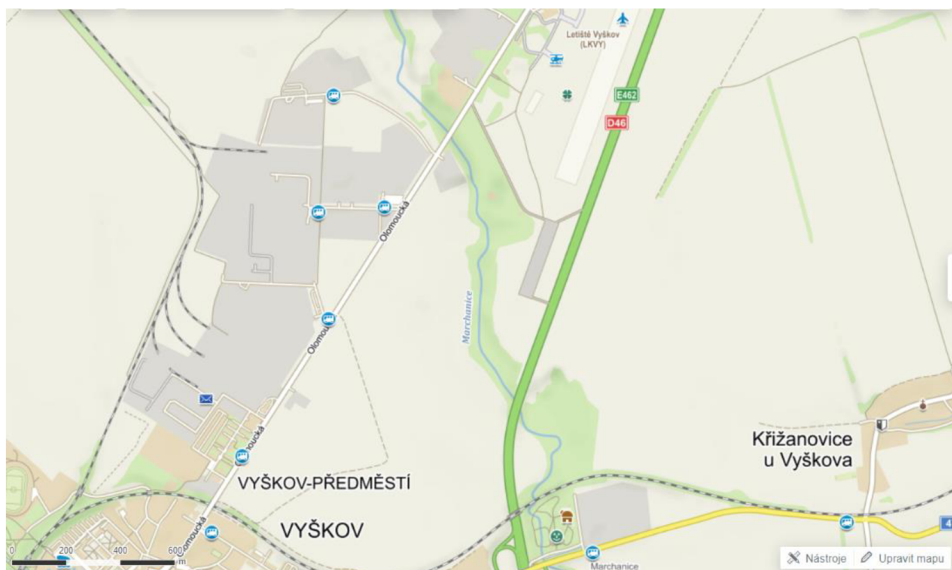 Letiště Vyškov
(LKVY)
E462
D46
Olomoucká
Marchanice
Olomoucká
Olomoucká
Křižanovice
u Vyškova
VYŠKOV-PŘEDMĚSTÍ
VYŠKOV
Olomoucká
0 200 400 600 m
Marchanice
4
Nástroje
Upravit mapu